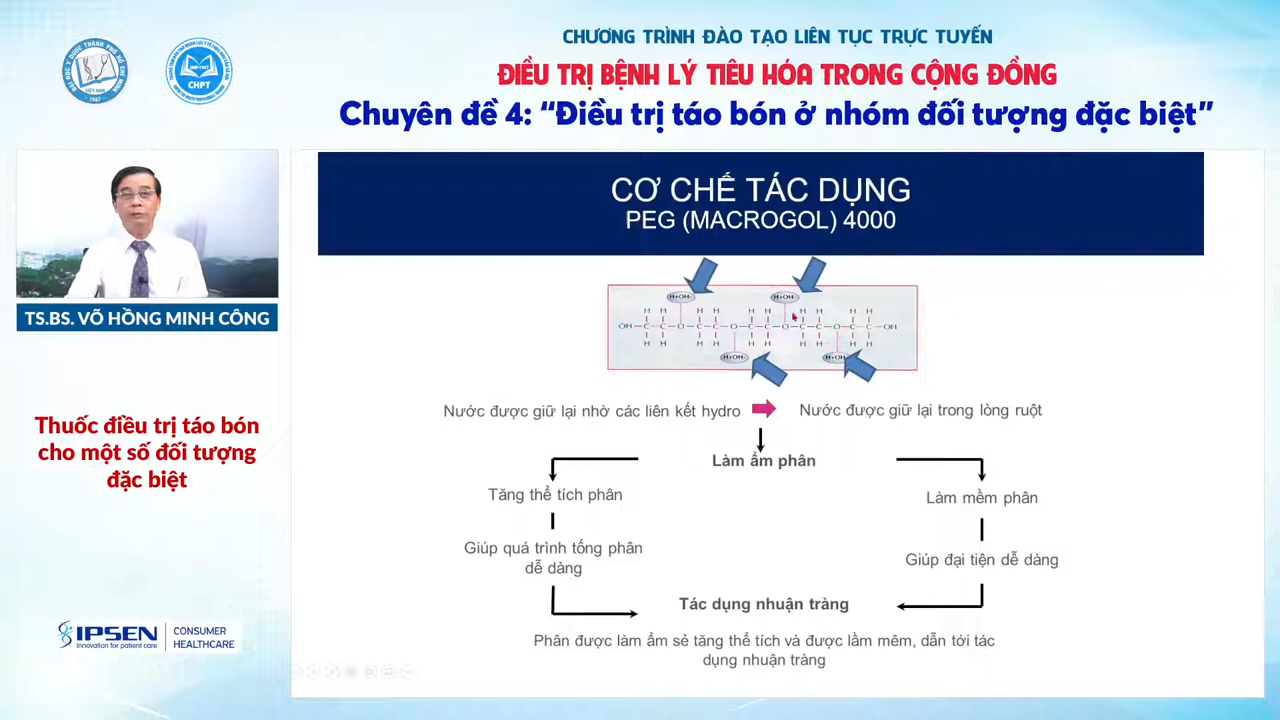 CHƯƠNG TRÌNH ĐÀO TẠO LIÊN TỤC TRỰC TUYẾN
ĐIỀU TRỊ BỆNH LÝ TIÊU HÓA TRONG CỘNG ĐỒNG
Chuyên đề 4: “Điều trị táo bón ở nhóm đối tượng đặc biệt”
CHPT
TS.BS. VÕ HỒNG MINH CÔNG
Thuốc điều trị táo bón
cho một số đối tượng
đặc biệt
IPSEN
Innovation for patient care
CONSUMER
HEALTHCARE
CƠ CHẾ TÁC DỤNG
PEG (MACROGOL) 4000
Nước được giữ lại nhờ các liên kết hydro
Nước được giữ lại trong lòng ruột
Làm ẩm phân
Tăng thể tích phân
Làm mềm phân
Giúp quá trình tống phân
dễ dàng
Giúp đại tiện dễ dàng
Tác dụng nhuận tràng
Phân được làm ẩm sẻ tăng thể tích và được lầm mêm, dẫn tới tác
dụng nhuận tràng